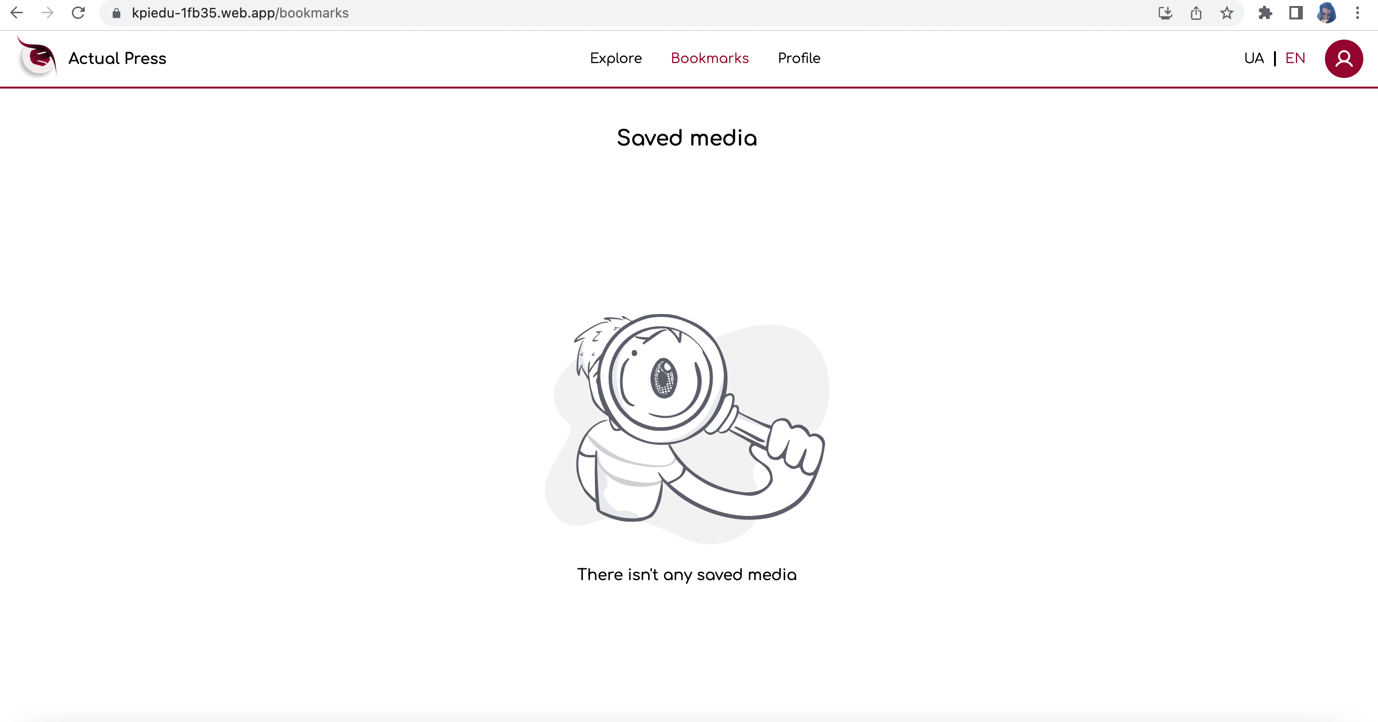 kpiedu-1fb35.web.app/bookmarks
Actual Press
Explore Bookmarks Profile
UA | EN
Saved media
There isn't any saved media